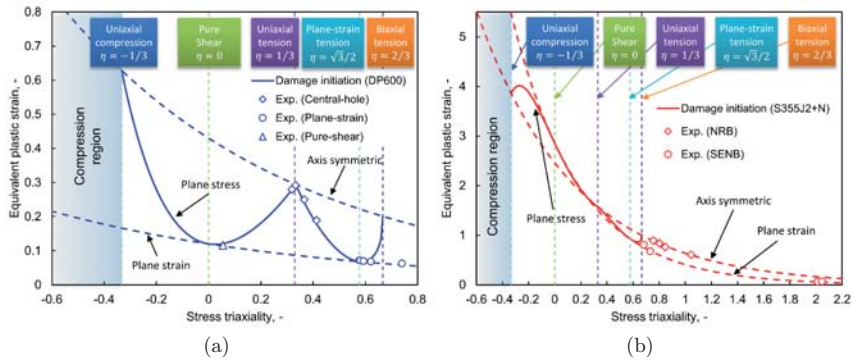 Uniaxial compression η = −1/3
Pure Shear η = 0
Uniaxial tension η = 1/3
Plane-strain tension η = √3/2
Biaxial tension η = 2/3
Damage initiation (DP600)
Exp. (Central-hole)
Exp. (Plane-strain)
Exp. (Pure-shear)
Compression region
Axis symmetric
Plane stress
Plane strain
Equivalent plastic strain, -
0.8
0.7
0.6
0.5
0.4
0.3
0.2
0.1
0
-0.6 -0.4 -0.2 0 0.2 0.4 0.6 0.8
Stress triaxiality, -
(a)
Uniaxial compression η = −1/3
Pure Shear η = 0
Uniaxial tension η = 1/3
Plane-strain tension η = √3/2
Biaxial tension η = 2/3
Damage initiation (S355J2+N)
Exp. (NRB)
Exp. (SENB)
Compression region
Plane stress
Axis symmetric
Plane strain
Equivalent plastic strain, -
5
4
3
2
1
0
-0.6 -0.4 -0.2 0 0.2 0.4 0.6 0.8 1 1.2 1.4 1.6 1.8 2 2.2
Stress triaxiality, -
(b)